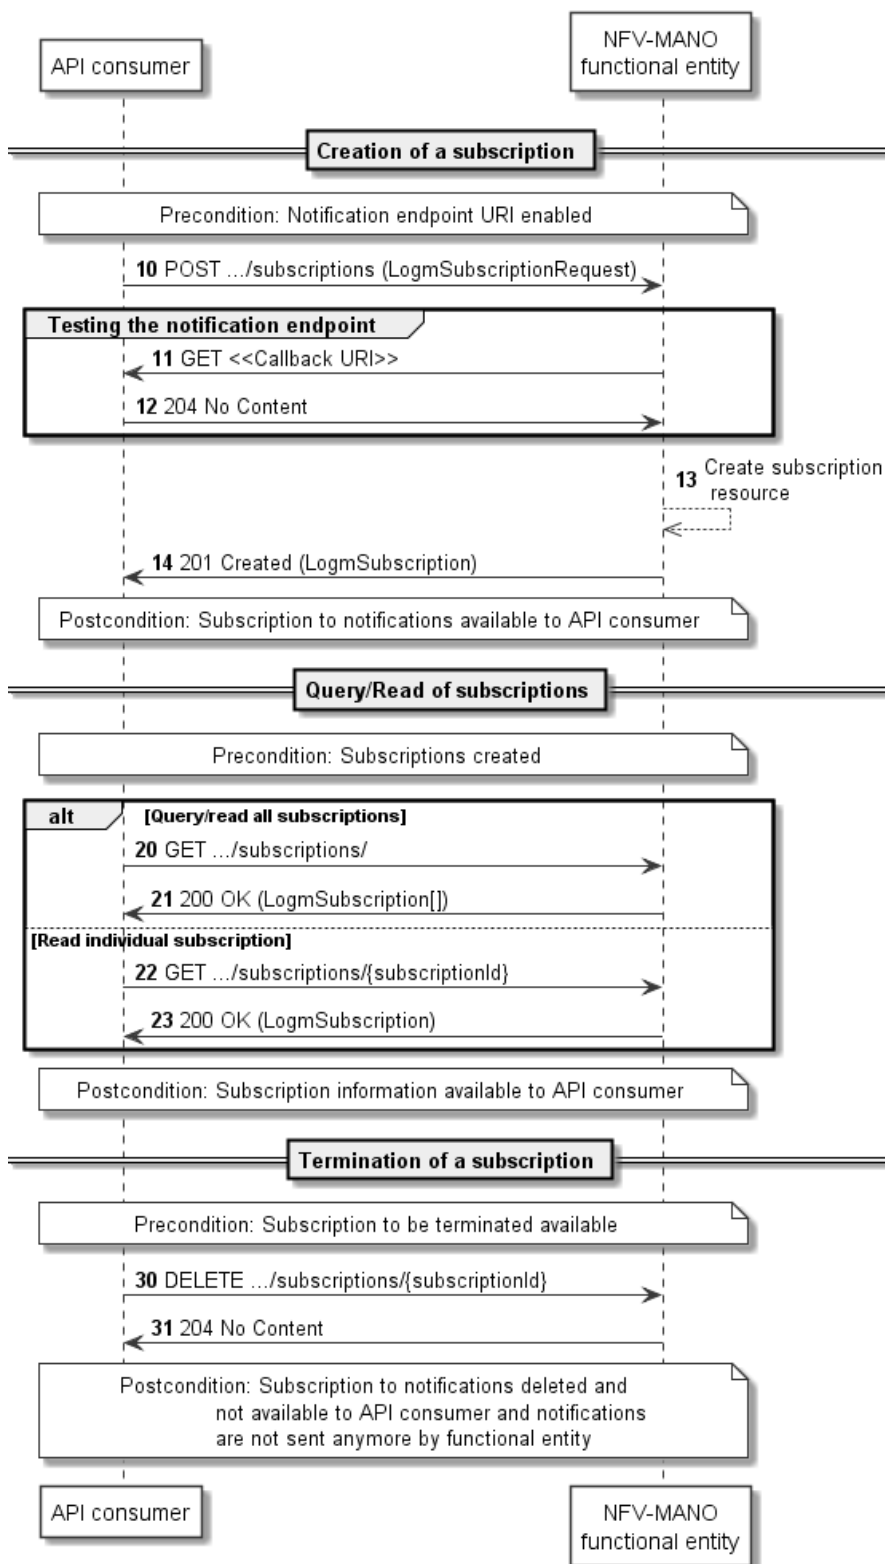 API consumer
NFV-MANO
functional entity
Creation of a subscription
Precondition: Notification endpoint URI enabled
10 POST .../subscriptions (LogmSubscriptionRequest)
Testing the notification endpoint
11 GET <<Callback URI>>
12 204 No Content
13 Create subscription
resource
14 201 Created (LogmSubscription)
Postcondition: Subscription to notifications available to API consumer
Query/Read of subscriptions
Precondition: Subscriptions created
alt [Query/read all subscriptions]
20 GET .../subscriptions/
21 200 OK (LogmSubscription[])
[Read individual subscription]
22 GET .../subscriptions/{subscriptionId}
23 200 OK (LogmSubscription)
Postcondition: Subscription information available to API consumer
Termination of a subscription
Precondition: Subscription to be terminated available
30 DELETE .../subscriptions/{subscriptionId}
31 204 No Content
Postcondition: Subscription to notifications deleted and
not available to API consumer and notifications
are not sent anymore by functional entity
API consumer
NFV-MANO
functional entity